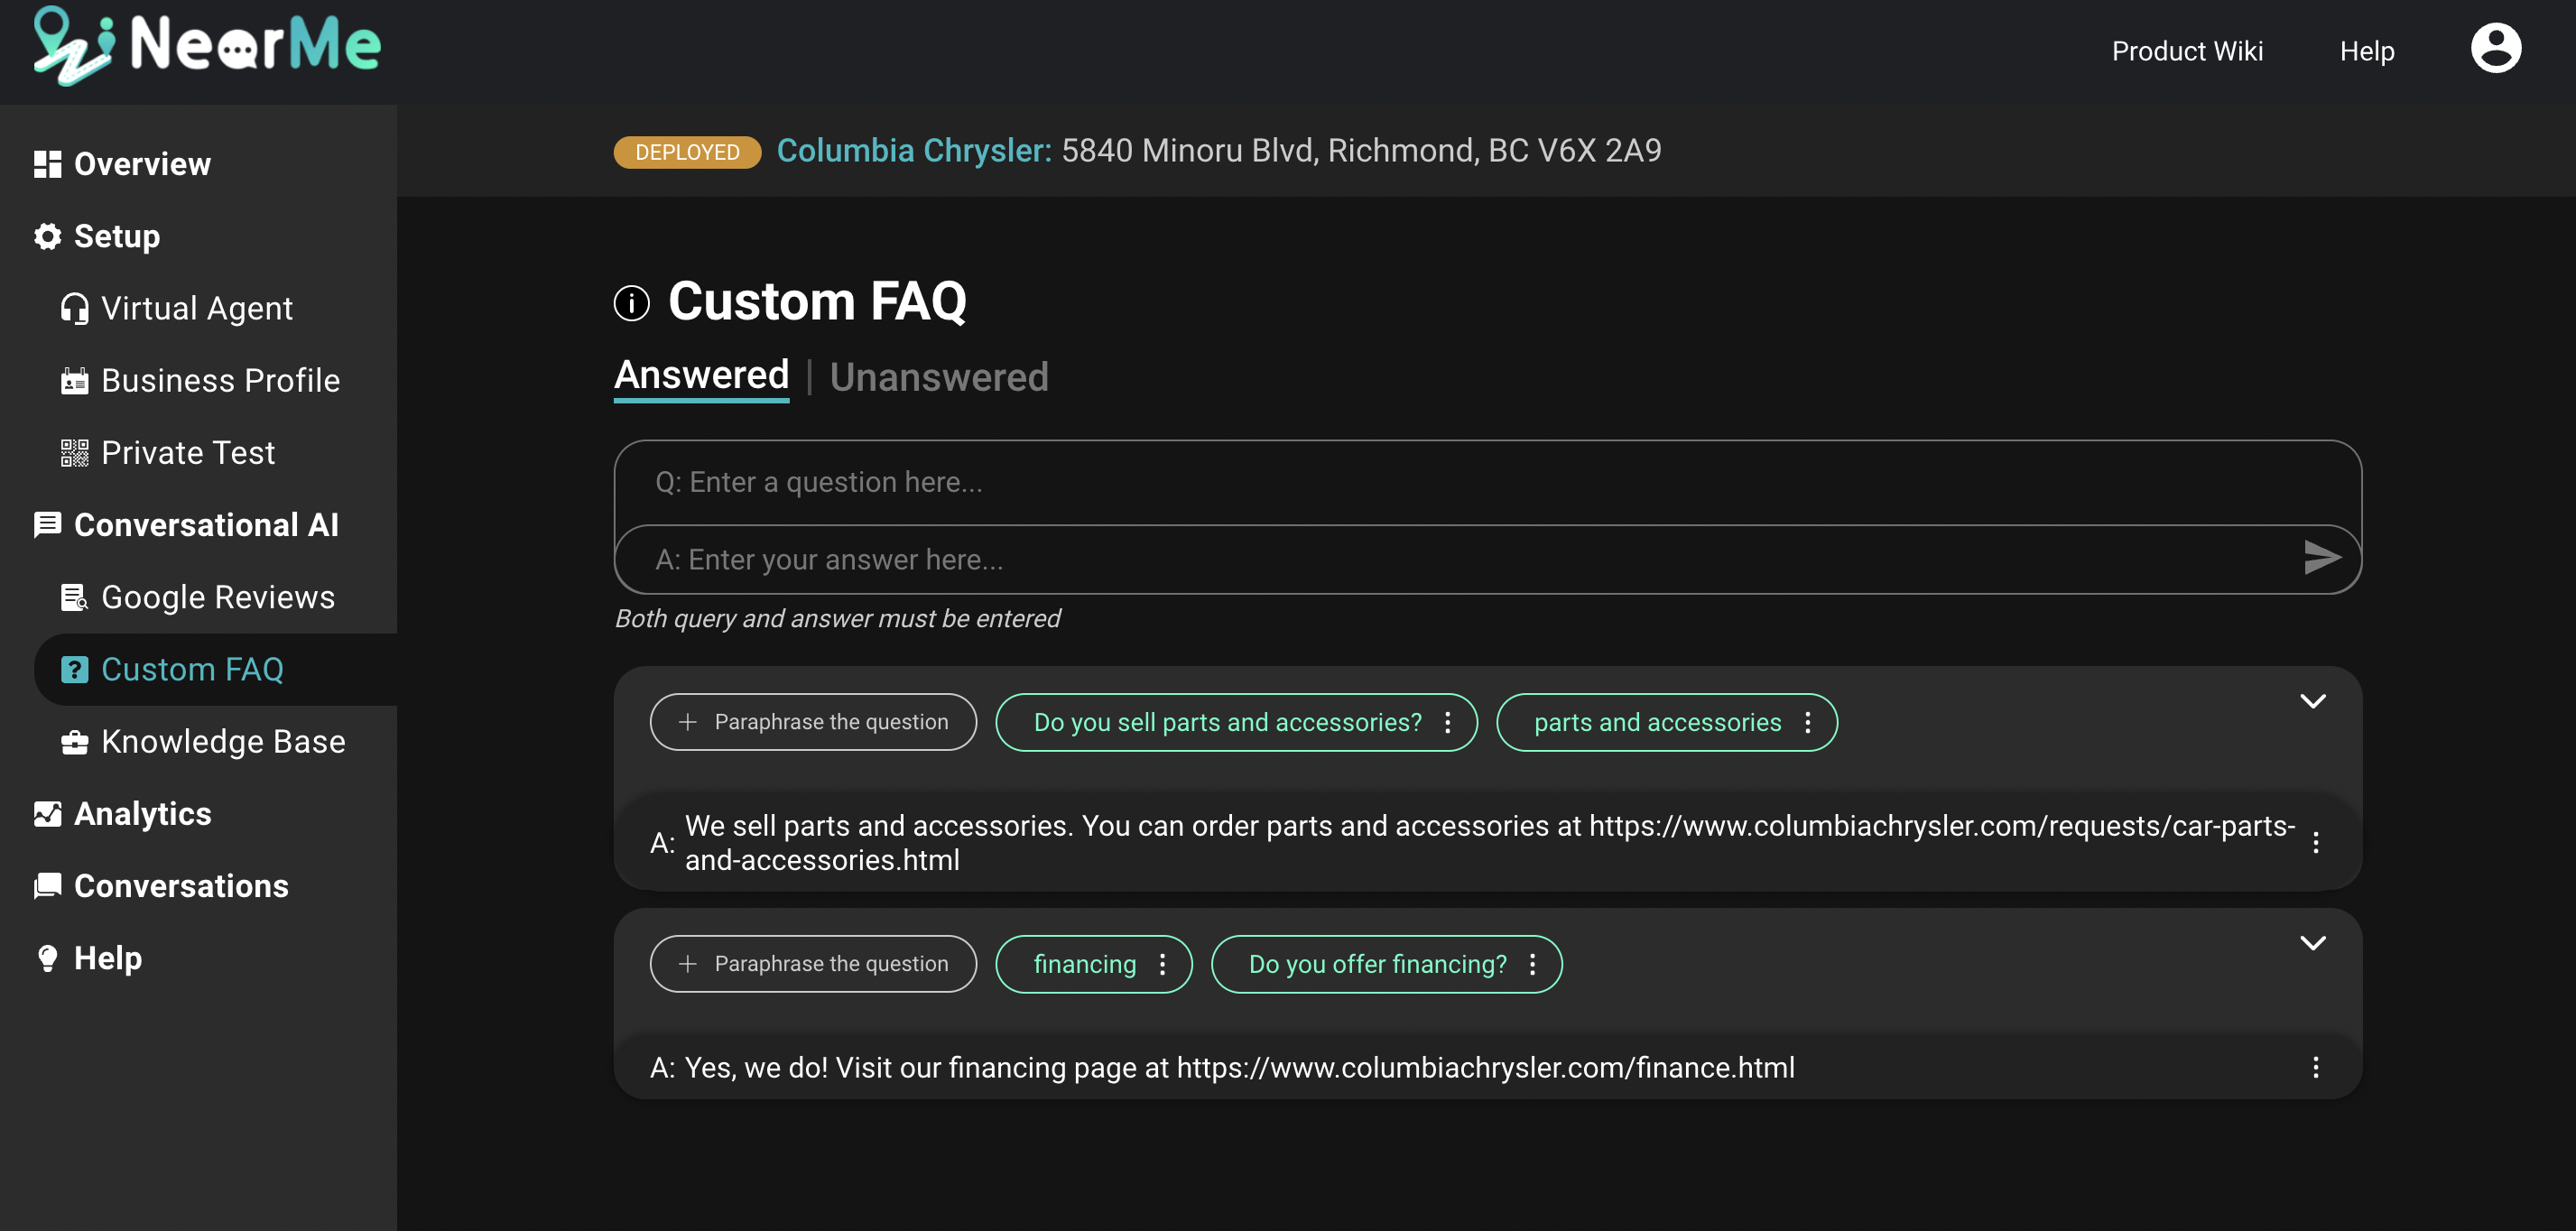 NearMe
Product Wiki
Help
Overview
Setup
Virtual Agent
Business Profile
Private Test
Conversational AI
Google Reviews
Custom FAQ
Knowledge Base
Analytics
Conversations
Help
DEPLOYED Columbia Chrysler: 5840 Minoru Blvd, Richmond, BC V6X 2A9
Custom FAQ
Answered | Unanswered
Q: Enter a question here...
A: Enter your answer here...
Both query and answer must be entered
+ Paraphrase the question Do you sell parts and accessories? parts and accessories
A: We sell parts and accessories. You can order parts and accessories at https://www.columbiachrysler.com/requests/car-parts-
and-accessories.html
+ Paraphrase the question financing Do you offer financing?
A: Yes, we do! Visit our financing page at https://www.columbiachrysler.com/finance.html